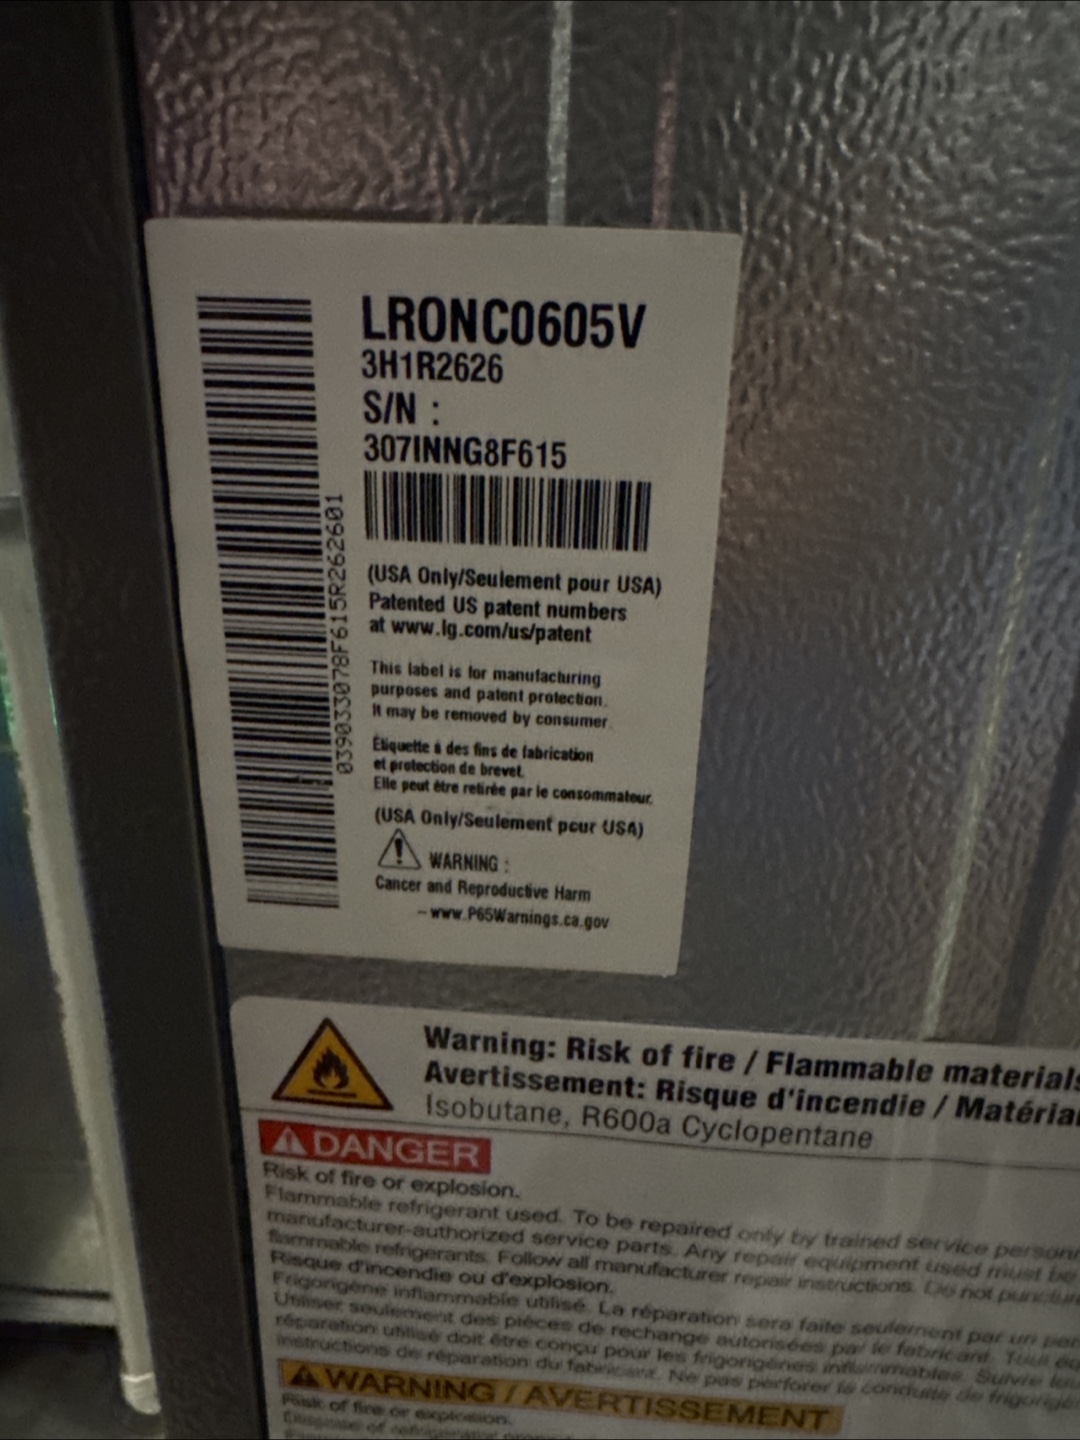 LRONC0605V
3H1R2626
S/N :
307INNG8F615
039033078F615R262601
(USA Only/Seulement pour USA)
Patented US patent numbers
at www.lg.com/us/patent
This label is for manufacturing
purposes and patent protection.
It may be removed by consumer.
Étiquette à des fins de fabrication
et protection de brevet.
Elle peut être retirée par le consommateur.
(USA Only/Seulement pour USA)
WARNING :
Cancer and Reproductive Harm
- www.P65Warnings.ca.gov
Warning: Risk of fire / Flammable materials
Avertissement: Risque d'incendie / Matéria
Isobutane, R600a Cyclopentane
DANGER
Risk of fire or explosion.
Flammable refrigerant used. To be repaired only by trained service personn
manufacturer-authorized service parts. Any repair equipment used must be
flammable refrigerants. Follow all manufacturer repair instructions. Do not puncture
Risque d'incendie ou d'explosion.
Frigorigène inflammable utilisé. La réparation sera faite seulement par un per
Utiliser seulement des pièces de rechange autorisées par le fabricant. Tout éq
réparation utilisé doit être conçu pour les frigorigènes inflammables. Suivre tou
instructions de réparation du fabricant. Ne pas perforer la conduite de frigorigè
WARNING / AVERTISSEMENT
Risk of fire or explosion.